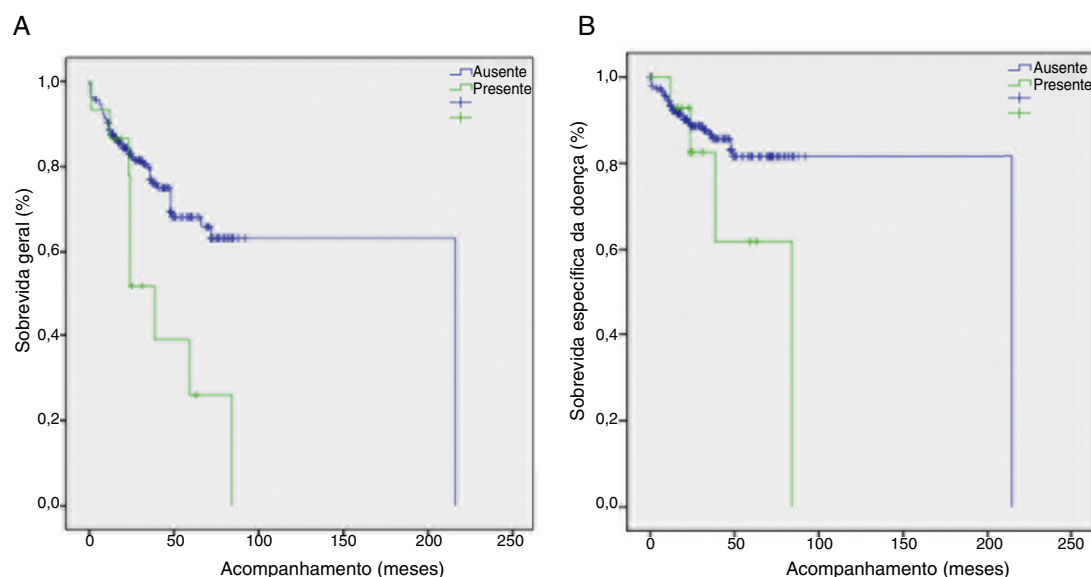 A
Sobrevida geral (%)
1,0
0,8
0,6
0,4
0,2
0,0
Ausente
Presente
0 50 100 150 200 250
Acompanhamento (meses)
B
Sobrevida específica da doença (%)
1,0
0,8
0,6
0,4
0,2
0,0
Ausente
Presente
0 50 100 150 200 250
Acompanhamento (meses)